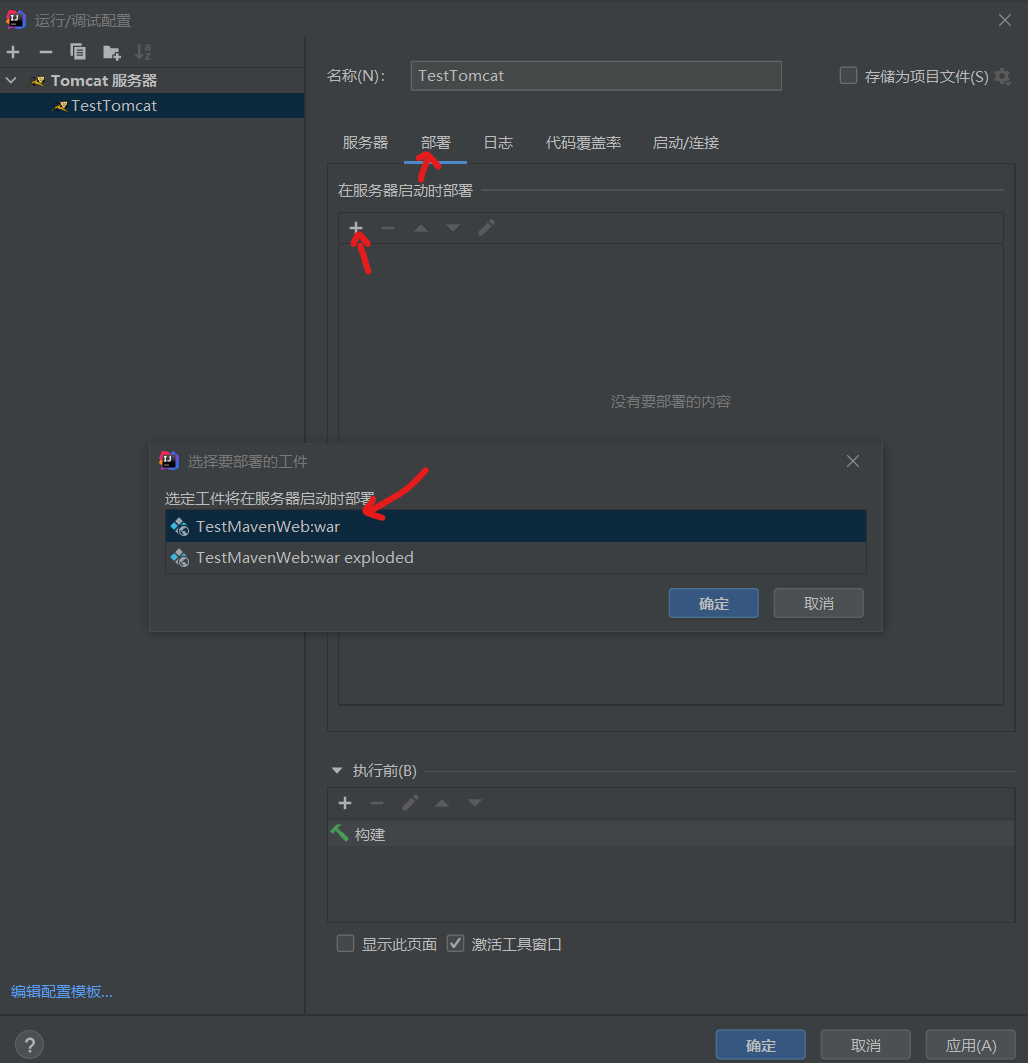 运行/调试配置
Tomcat 服务器
TestTomcat
名称(N):
TestTomcat
存储为项目文件(S)
服务器 部署 日志 代码覆盖率 启动/连接
在服务器启动时部署
没有要部署的内容
选择要部署的工件
选定工件将在服务器启动时部署
TestMavenWeb:war
TestMavenWeb:war exploded
确定 取消
执行前(B)
构建
显示此页面 激活工具窗口
编辑配置模板...
?
确定 取消 应用(A)